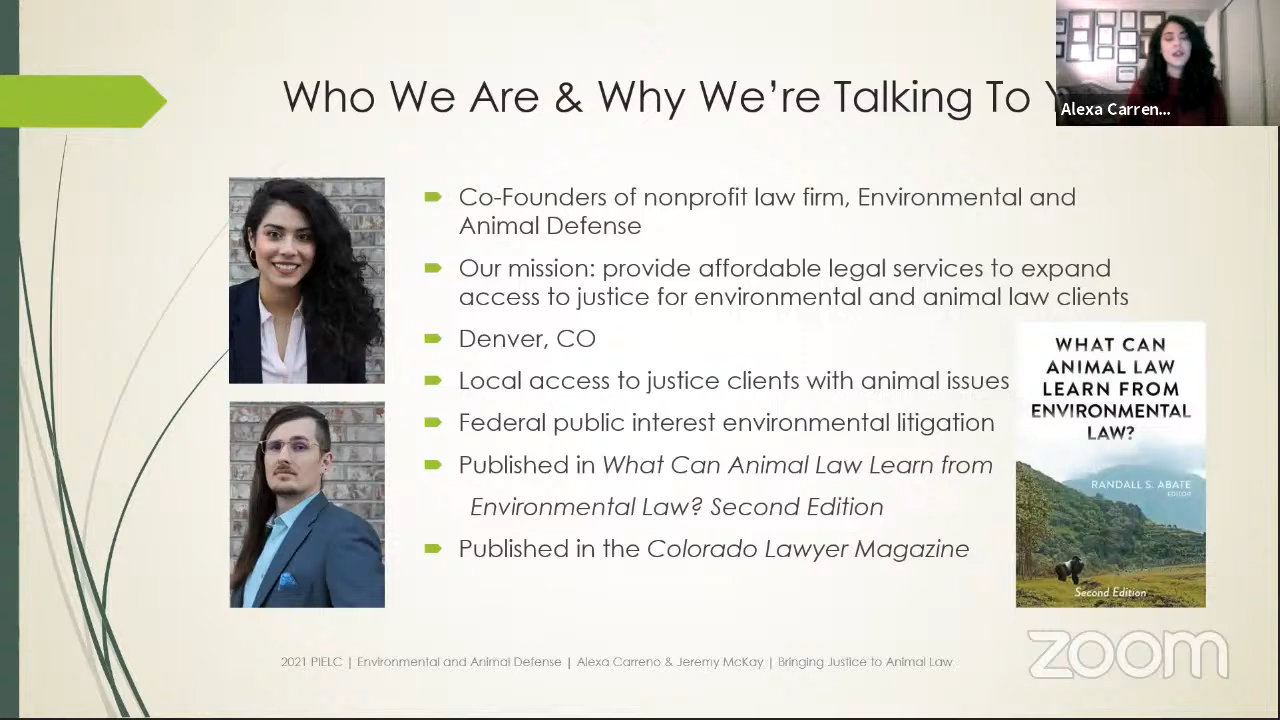 Who We Are & Why We're Talking To
Alexa Carren...
Co-Founders of nonprofit law firm, Environmental and
Animal Defense
Our mission: provide affordable legal services to expand
access to justice for environmental and animal law clients
Denver, CO
Local access to justice clients with animal issues
Federal public interest environmental litigation
Published in What Can Animal Law Learn from
Environmental Law? Second Edition
Published in the Colorado Lawyer Magazine
WHAT CAN
ANIMAL LAW
LEARN FROM
ENVIRONMENTAL
LAW?
RANDALL S. ABATE
EDITOR
Second Edition
2021 PIELC | Environmental and Animal Defense | Alexa Carreno & Jeremy McKay | Bringing Justice to Animal Law
zoom